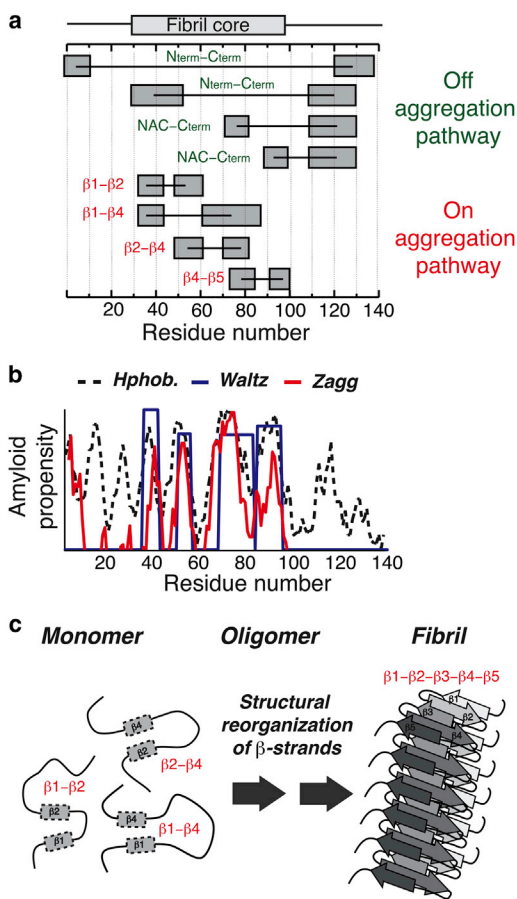 a
Fibril core
Nterm–Cterm
Nterm–Cterm
NAC–Cterm
NAC–Cterm
β1–β2
β1–β4
β2–β4
β4–β5
Off
aggregation
pathway
On
aggregation
pathway
20 40 60 80 100 120 140
Residue number
b
Hphob. Waltz Zagg
Amyloid
propensity
20 40 60 80 100 120 140
Residue number
c
Monomer Oligomer Fibril
β1–β2–β3–β4–β5
Structural
reorganization
of β-strands
β4
β2
β2–β4
β1–β2
β2
β1
β4
β1
β1–β4
β1
β3
β2
β5
β4